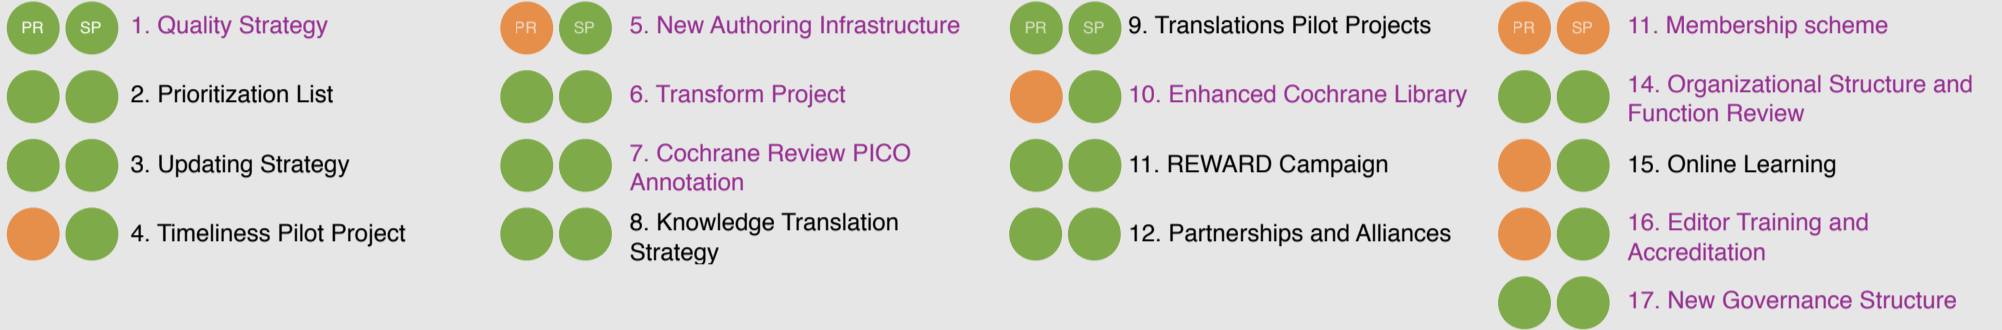 PR SP 1. Quality Strategy
2. Prioritization List
3. Updating Strategy
4. Timeliness Pilot Project
PR SP 5. New Authoring Infrastructure
6. Transform Project
7. Cochrane Review PICO
Annotation
8. Knowledge Translation
Strategy
PR SP 9. Translations Pilot Projects
10. Enhanced Cochrane Library
11. REWARD Campaign
12. Partnerships and Alliances
PR SP 11. Membership scheme
14. Organizational Structure and
Function Review
15. Online Learning
16. Editor Training and
Accreditation
17. New Governance Structure